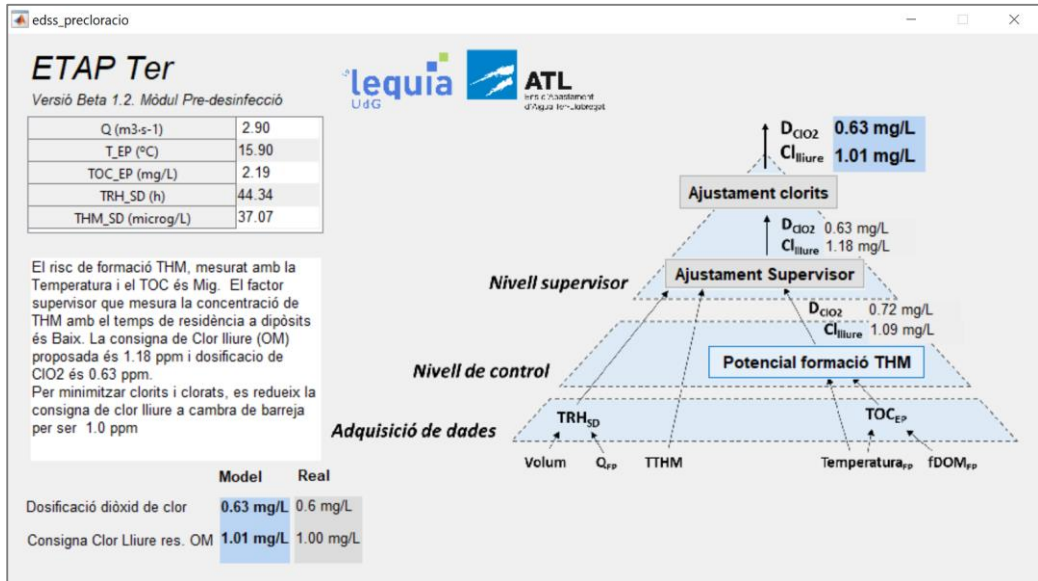 edss_precloracio
ETAP Ter
Versió Beta 1.2. Mòdul Pre-desinfecció
lequia
UdG
ATL
Ens d'Abastament
d'Aigua Ter-Llobregat
Q (m3-s-1) 2.90
T_EP (ºC) 15.90
TOC_EP (mg/L) 2.19
TRH_SD (h) 44.34
THM_SD (microg/L) 37.07
El risc de formació THM, mesurat amb la
Temperatura i el TOC és Mig. El factor
supervisor que mesura la concentració de
THM amb el temps de residència a dipòsits
és Baix. La consigna de Clor lliure (OM)
proposada és 1.18 ppm i dosificacio de
ClO2 és 0.63 ppm.
Per minimitzar clorits i clorats, es redueix la
consigna de clor lliure a cambra de barreja
per ser 1.0 ppm
Model Real
Dosificació diòxid de clor 0.63 mg/L 0.6 mg/L
Consigna Clor Lliure res. OM 1.01 mg/L 1.00 mg/L
DClO2 0.63 mg/L
Cllliure 1.01 mg/L
Ajustament clorits
DClO2 0.63 mg/L
Cllliure 1.18 mg/L
Nivell supervisor
Ajustament Supervisor
DClO2 0.72 mg/L
Cllliure 1.09 mg/L
Nivell de control
Potencial formació THM
Adquisició de dades
TRHSD
TOCEP
Volum QFP TTHM TemperaturaFP fDOMFP